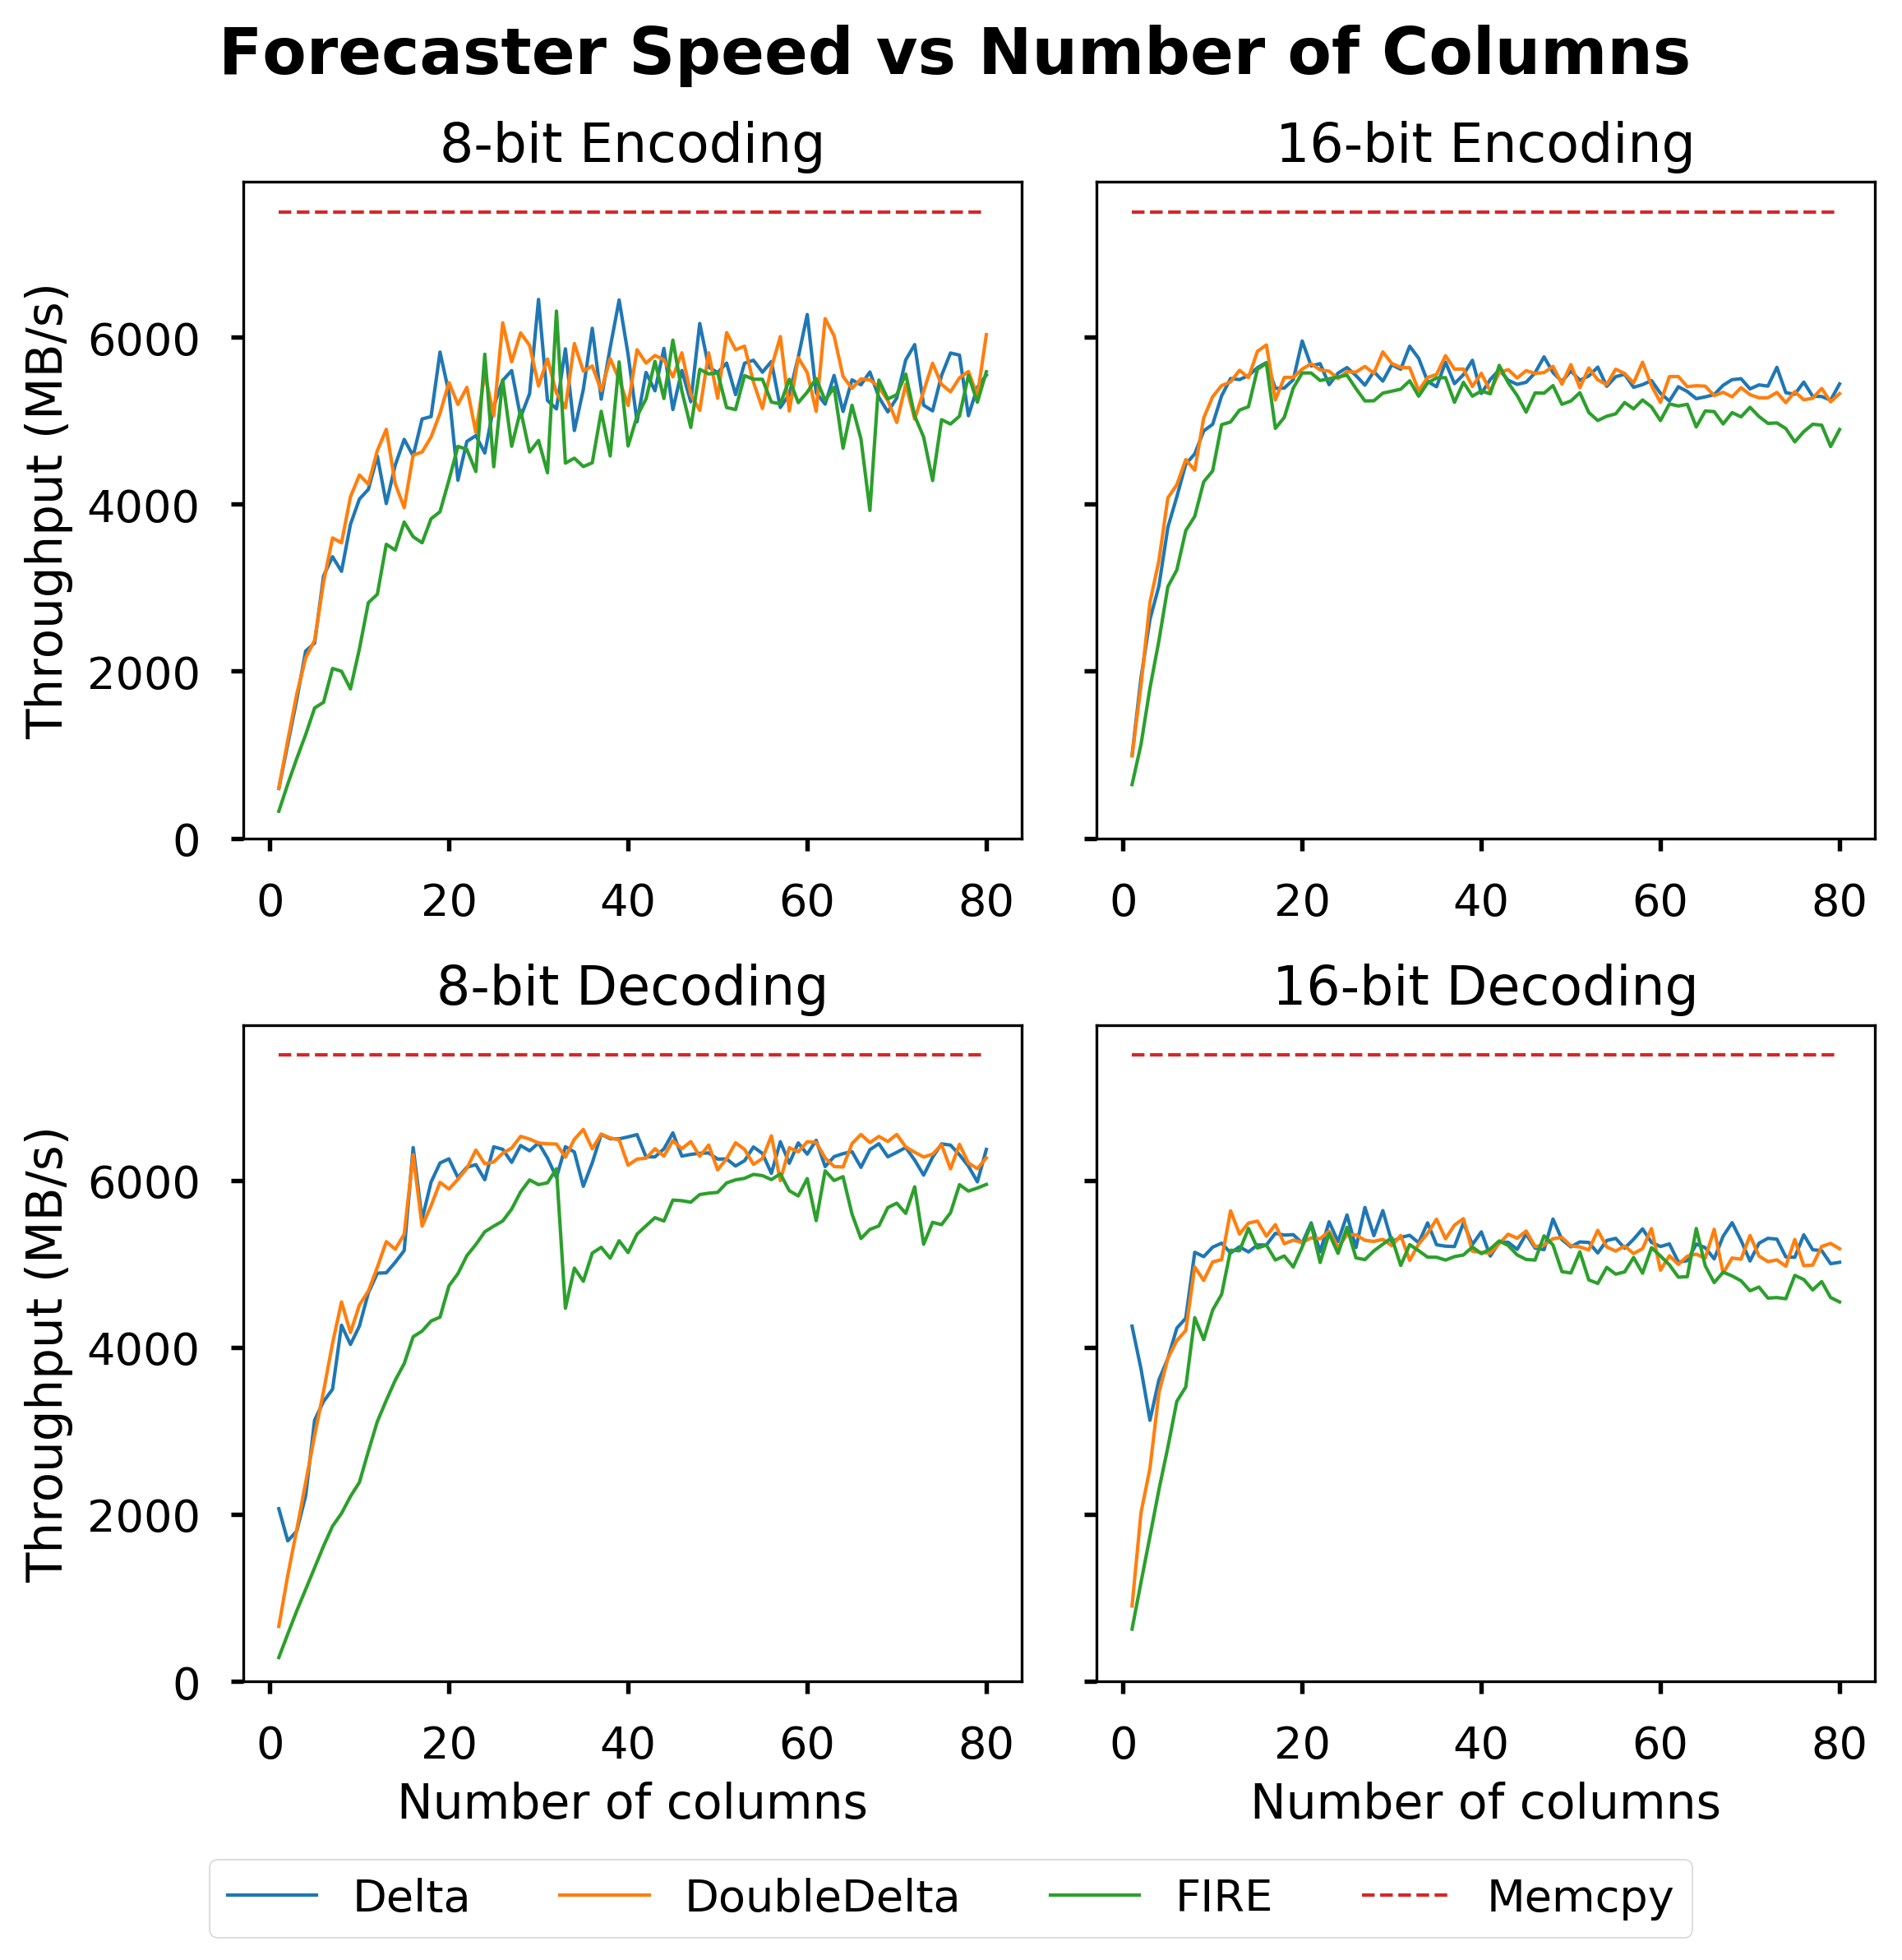 Forecaster Speed vs Number of Columns
8-bit Encoding
16-bit Encoding
Throughput (MB/s)
6000
4000
2000
0
0 20 40 60 80
0 20 40 60 80
8-bit Decoding
16-bit Decoding
Throughput (MB/s)
6000
4000
2000
0
0 20 40 60 80
0 20 40 60 80
Number of columns
Number of columns
Delta DoubleDelta FIRE Memcpy